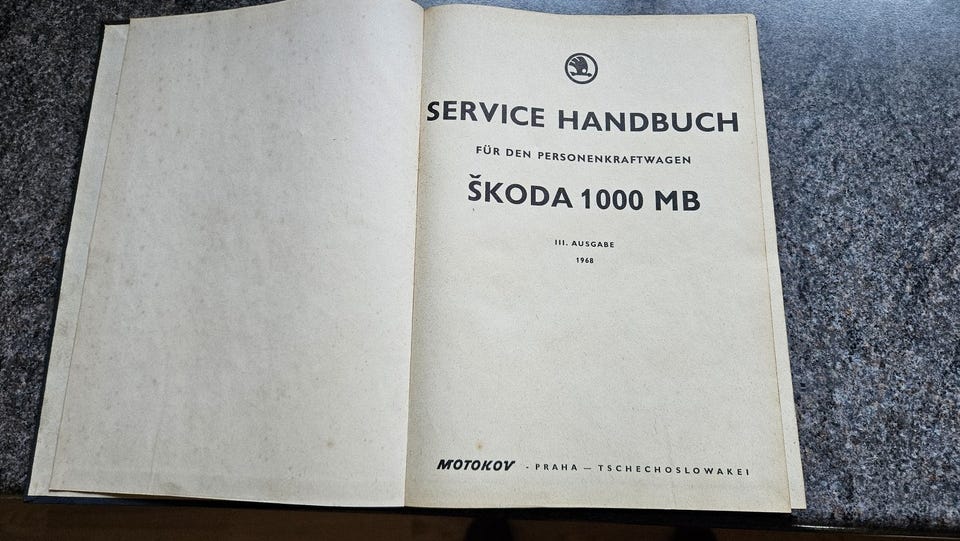 SERVICE HANDBUCH
FÜR DEN PERSONENKRAFTWAGEN
ŠKODA 1000 MB
III. AUSGABE
1968
MOTOKOV - PRAHA — TSCHECHOSLOWAKEI